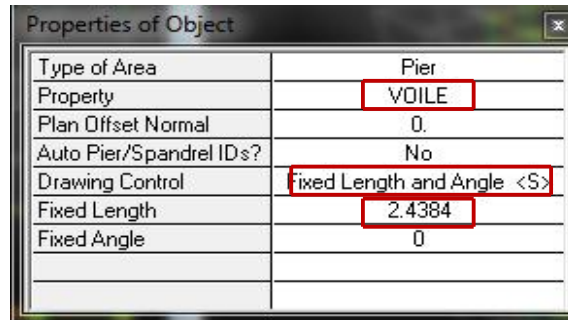 Properties of Object
Type of Area Pier
Property VOILE
Plan Offset Normal 0.
Auto Pier/Spandrel IDs? No
Drawing Control Fixed Length and Angle <S>
Fixed Length 2.4384
Fixed Angle 0